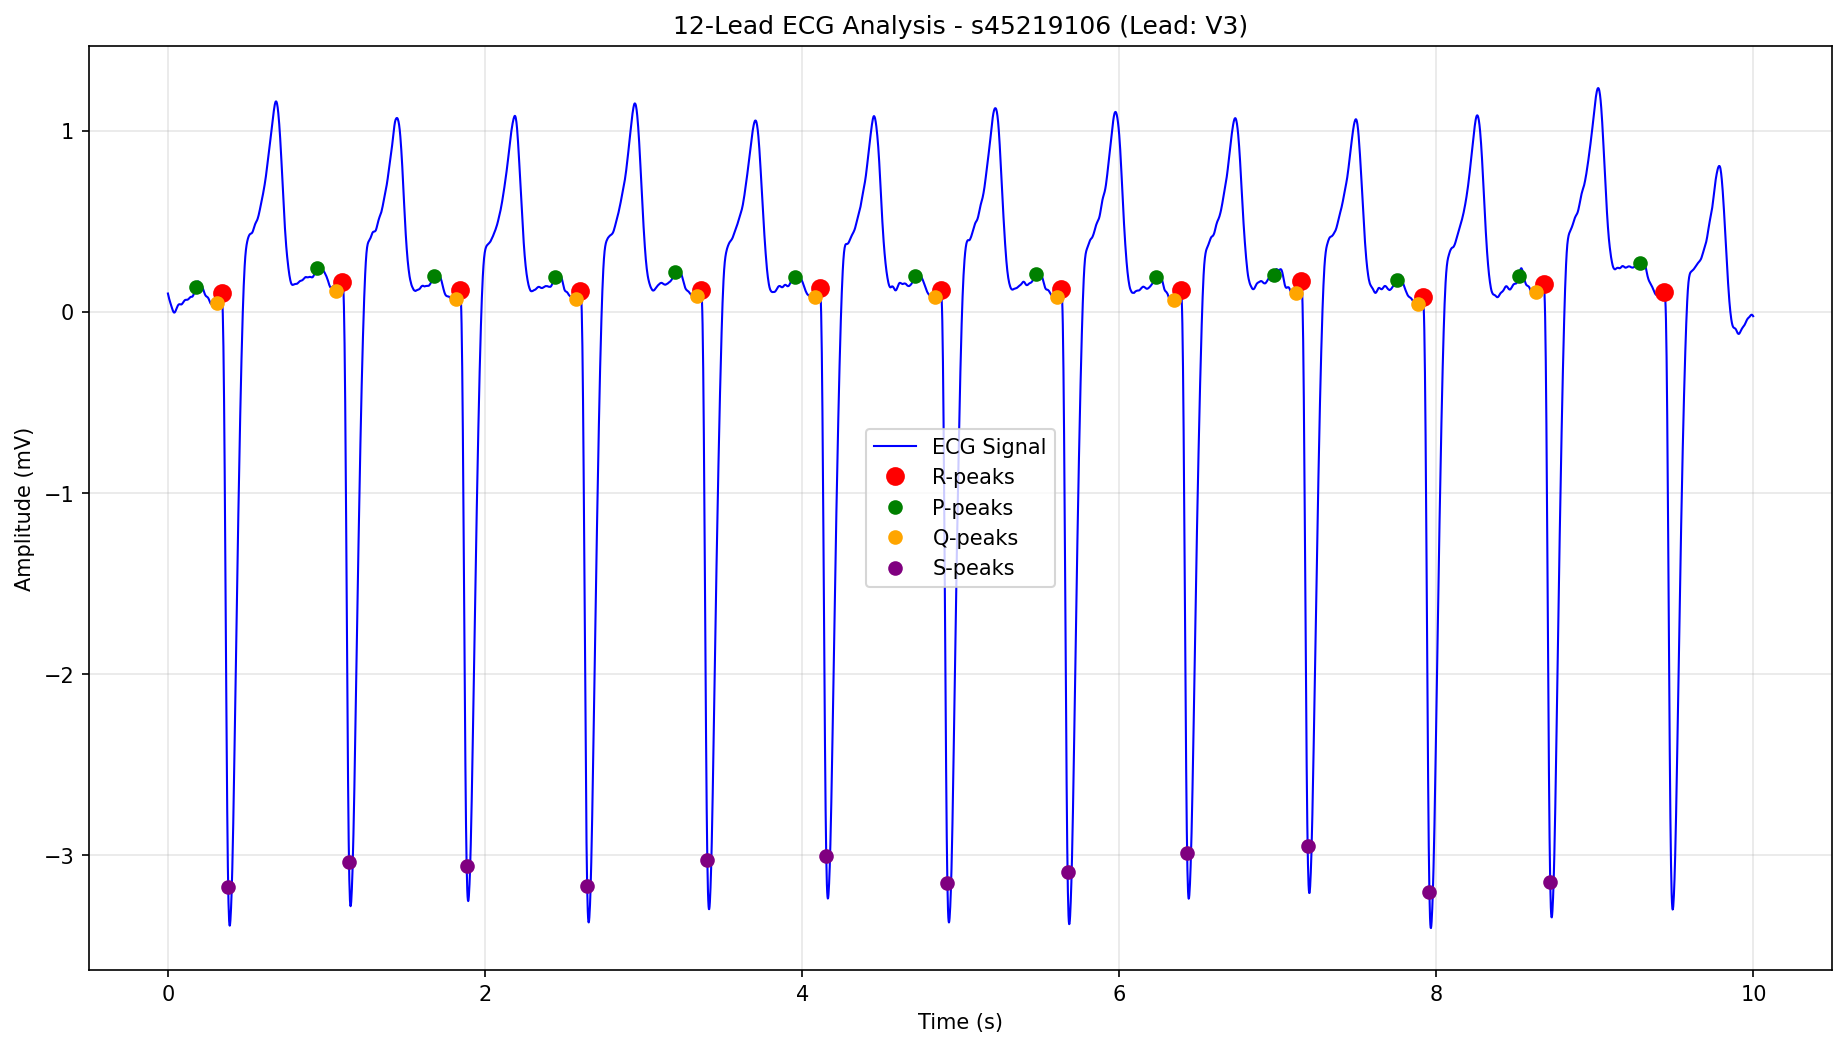 12-Lead ECG Analysis - s45219106 (Lead: V3)
Amplitude (mV)
1
0
−1
−2
−3
ECG Signal
R-peaks
P-peaks
Q-peaks
S-peaks
0 2 4 6 8 10
Time (s)